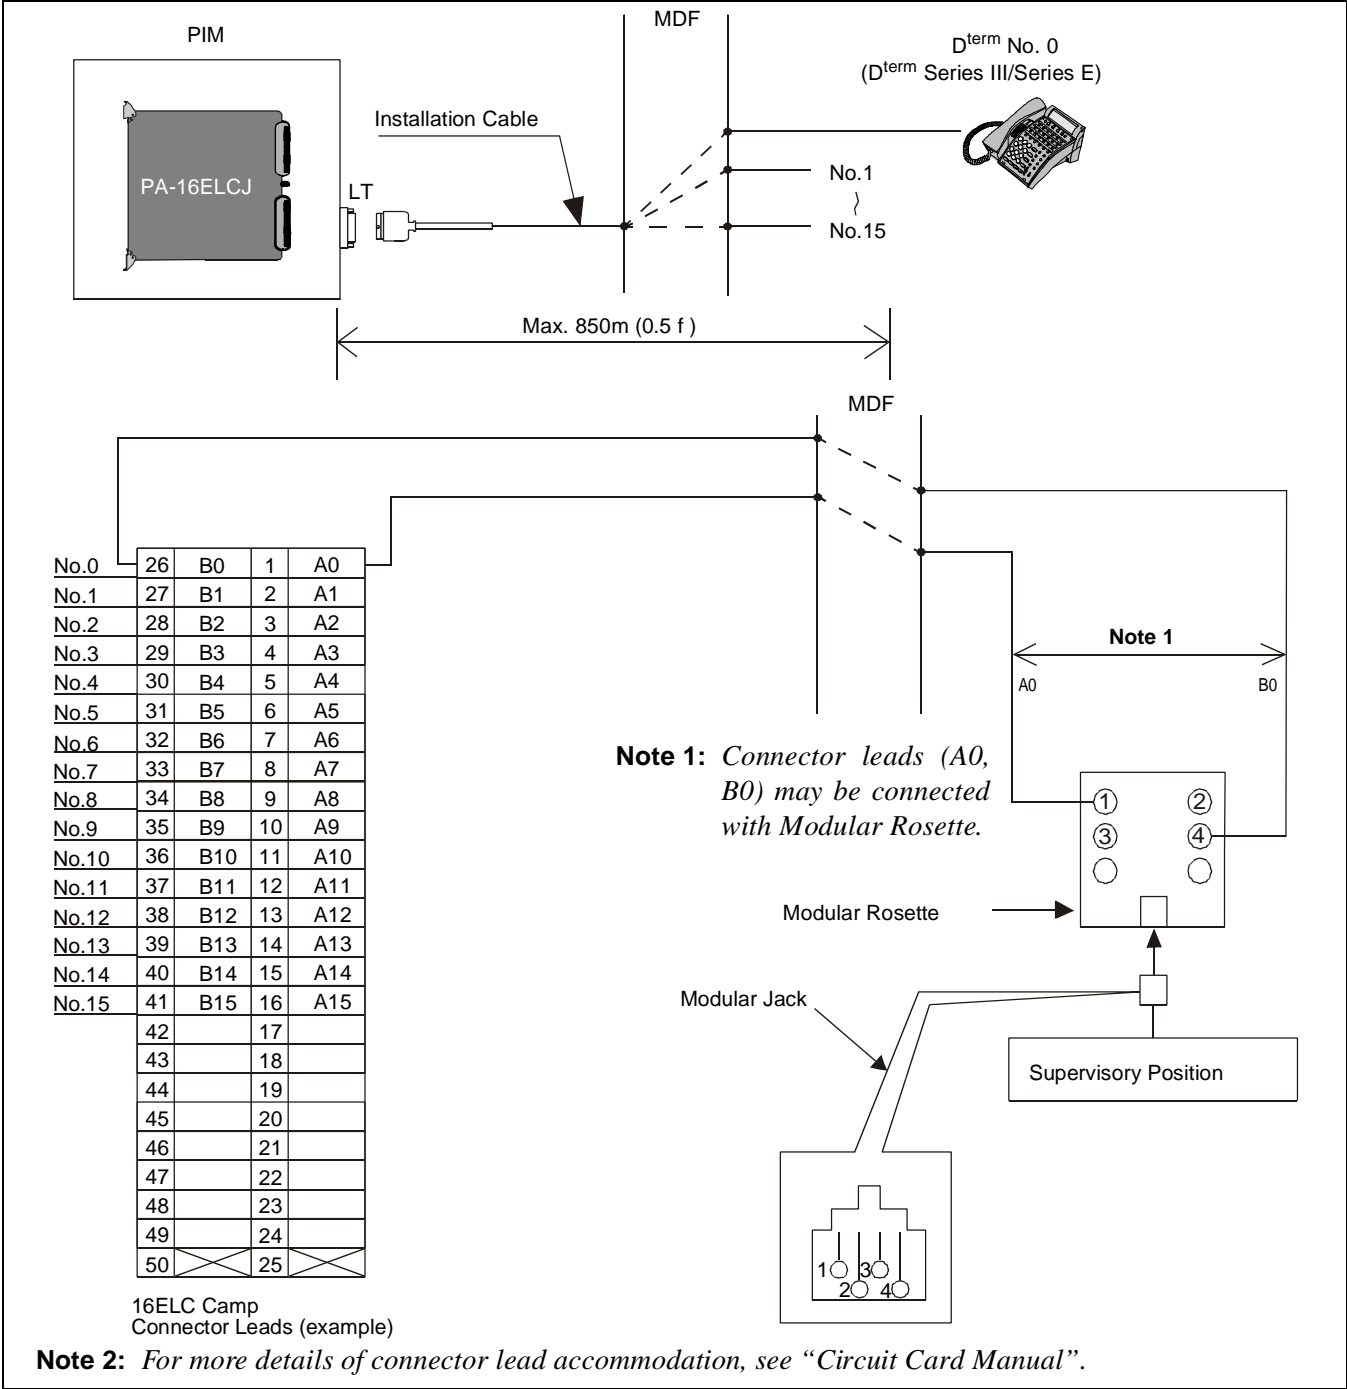 PIM
MDF
Dterm No. 0
(Dterm Series III/Series E)
Installation Cable
PA-16ELCJ
LT
No.1
No.15
Max. 850m (0.5 f )
MDF
No.0 26 B0 1 A0
No.1 27 B1 2 A1
No.2 28 B2 3 A2
No.3 29 B3 4 A3
No.4 30 B4 5 A4
No.5 31 B5 6 A5
No.6 32 B6 7 A6
No.7 33 B7 8 A7
No.8 34 B8 9 A8
No.9 35 B9 10 A9
No.10 36 B10 11 A10
No.11 37 B11 12 A11
No.12 38 B12 13 A12
No.13 39 B13 14 A13
No.14 40 B14 15 A14
No.15 41 B15 16 A15
42 17
43 18
44 19
45 20
46 21
47 22
48 23
49 24
50 25
16ELC Camp
Connector Leads (example)
Note 1
A0 B0
Note 1: Connector leads (A0,
B0) may be connected
with Modular Rosette.
1 2
3 4
Modular Rosette
Modular Jack
Supervisory Position
1 3
2 4
Note 2: For more details of connector lead accommodation, see “Circuit Card Manual”.